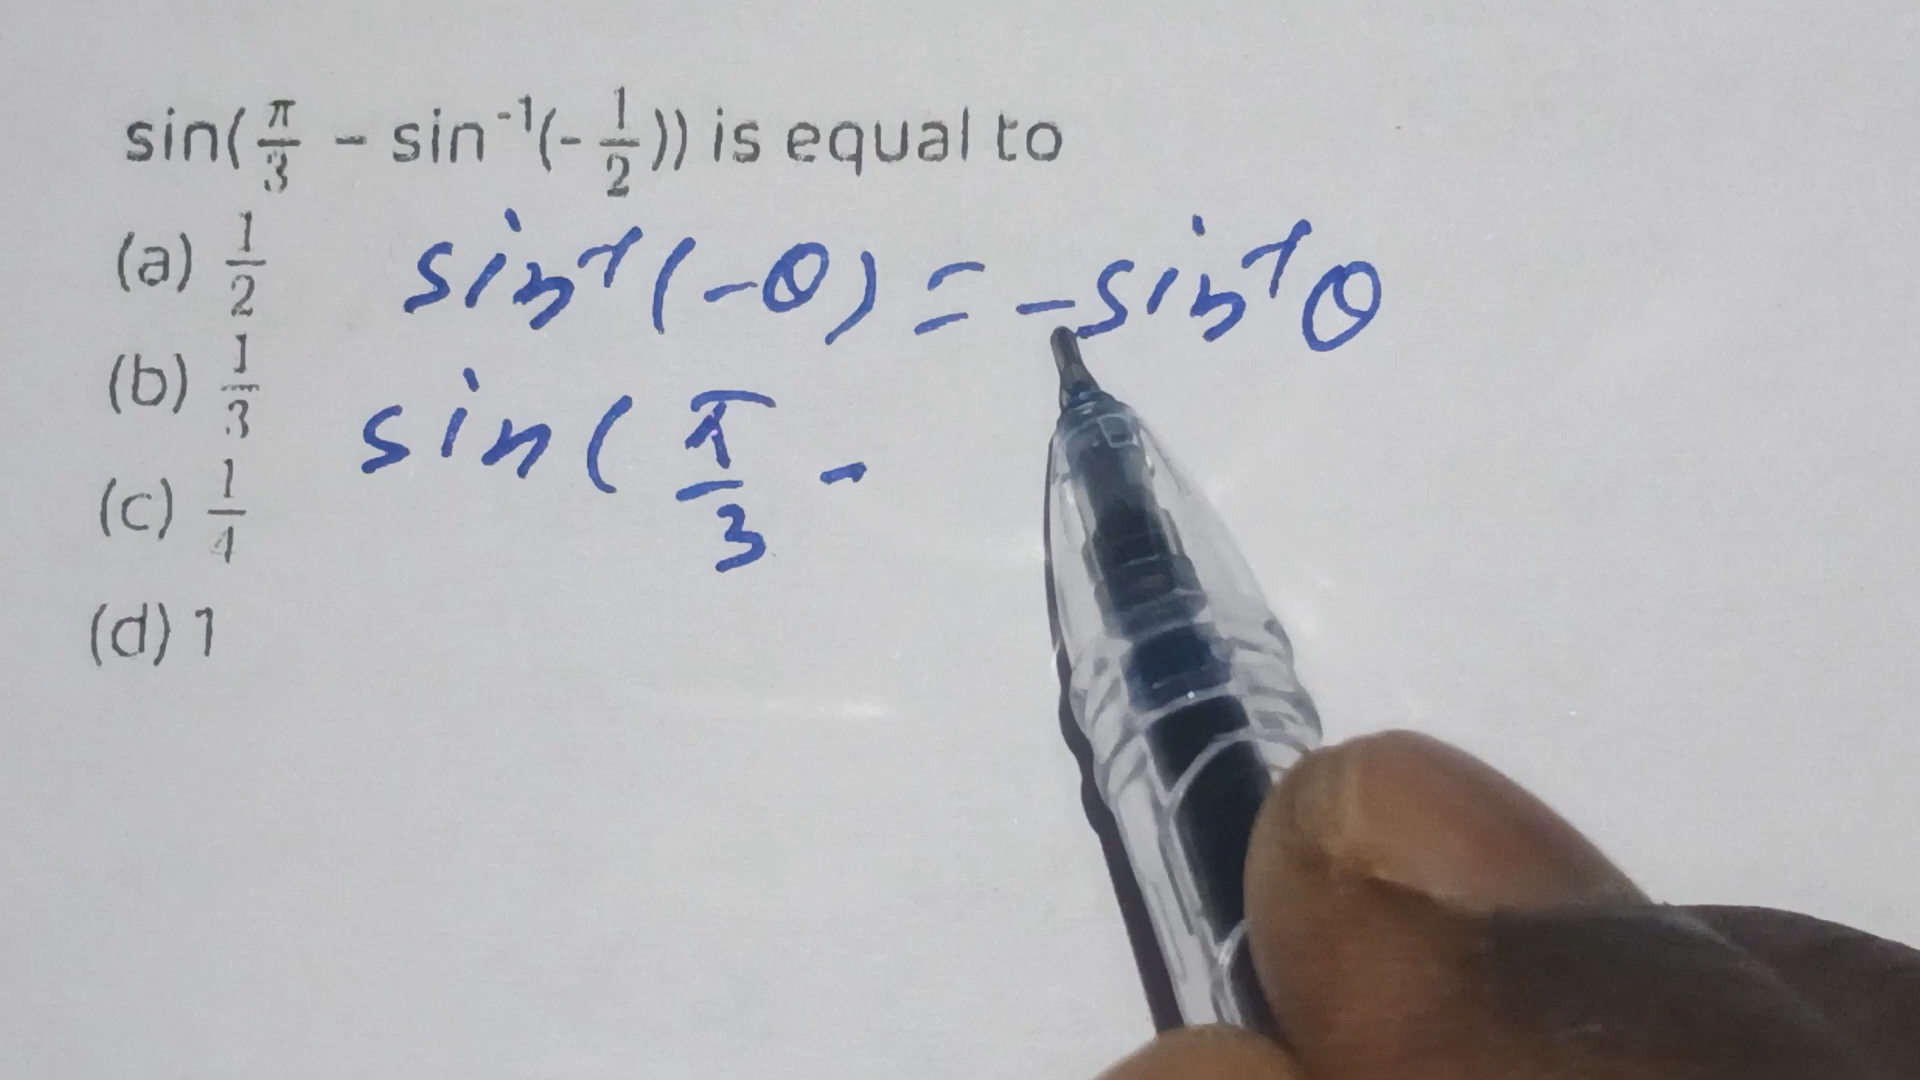 sin(π/3 - sin⁻¹(-1/2)) is equal to
(a) 1/2
sin⁻¹(-θ) = -sin⁻¹θ
(b) 1/3
sin(π/3 -
(c) 1/4
(d) 1